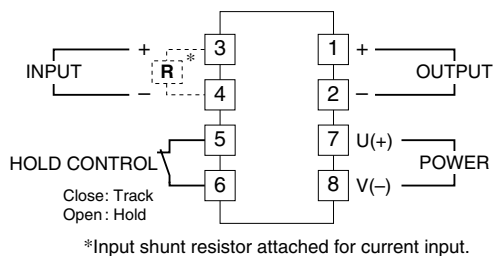 + R * 3 1 +
INPUT OUTPUT
– 4 2 –
5 7 U(+)
HOLD CONTROL POWER
6 8 V(–)
Close: Track
Open: Hold
*Input shunt resistor attached for current input.